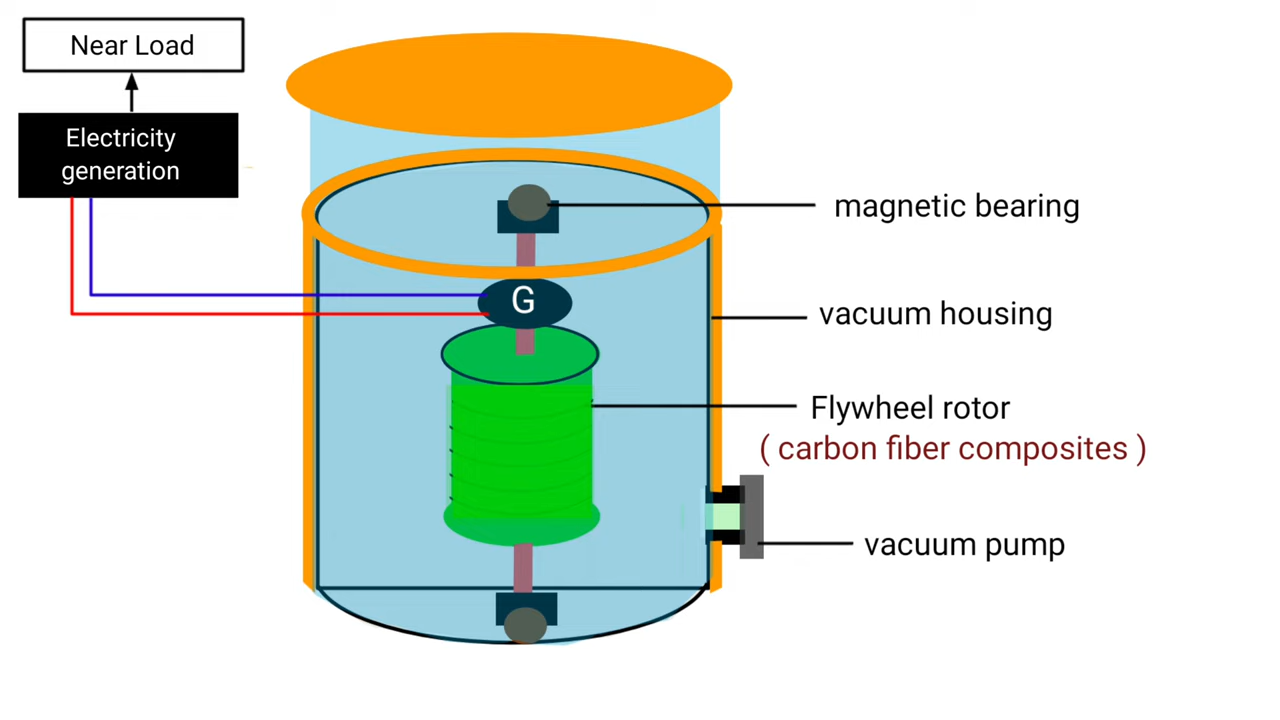 Near Load
Electricity
generation
magnetic bearing
G
vacuum housing
Flywheel rotor
( carbon fiber composites )
vacuum pump